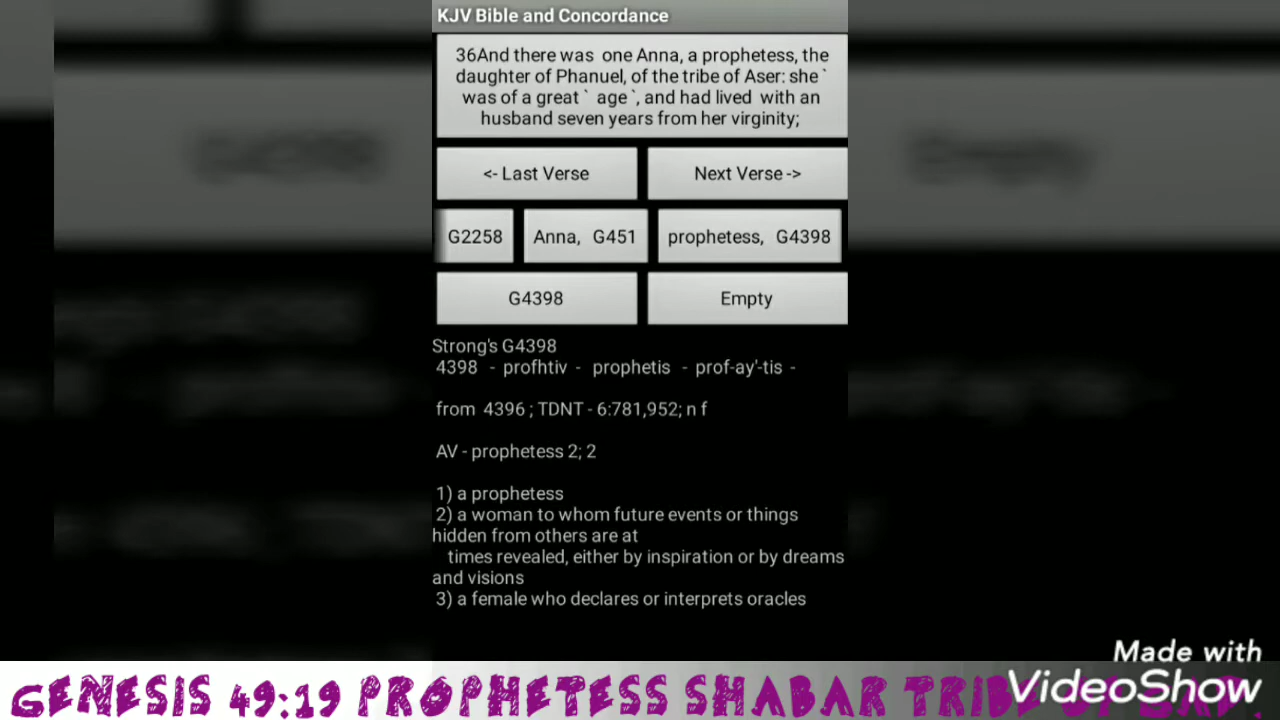 KJV Bible and Concordance
36And there was one Anna, a prophetess, the
daughter of Phanuel, of the tribe of Aser: she `
was of a great ` age `, and had lived with an
husband seven years from her virginity;
<- Last Verse Next Verse ->
G2258 Anna, G451 prophetess, G4398
G4398 Empty
Strong's G4398
4398 - profhtiv - prophetis - prof-ay'-tis -
from 4396 ; TDNT - 6:781,952; n f
AV - prophetess 2; 2
1) a prophetess
2) a woman to whom future events or things
hidden from others are at
times revealed, either by inspiration or by dreams
and visions
3) a female who declares or interprets oracles
Made with
VideoShow
GENESIS 49:19 PROPHETESS SHABAR TRIBE